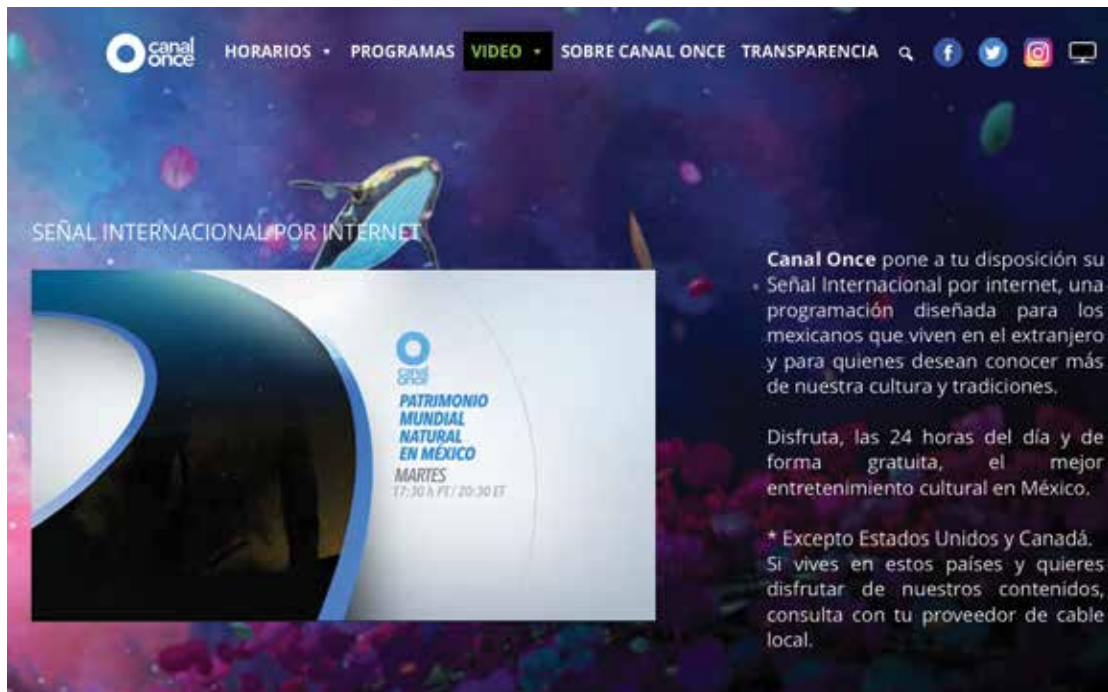 canal
once
HORARIOS PROGRAMAS VIDEO SOBRE CANAL ONCE TRANSPARENCIA
SEÑAL INTERNACIONAL POR INTERNET
canal
once
PATRIMONIO
MUNDIAL
NATURAL
EN MÉXICO
MARTES
17:30 h PT/ 20:30 ET
Canal Once pone a tu disposición su
Señal Internacional por internet, una
programación diseñada para los
mexicanos que viven en el extranjero
y para quienes desean conocer más
de nuestra cultura y tradiciones.
Disfruta, las 24 horas del día y de
forma gratuita, el mejor
entretenimiento cultural en México.
* Excepto Estados Unidos y Canadá.
Si vives en estos países y quieres
disfrutar de nuestros contenidos,
consulta con tu proveedor de cable
local.